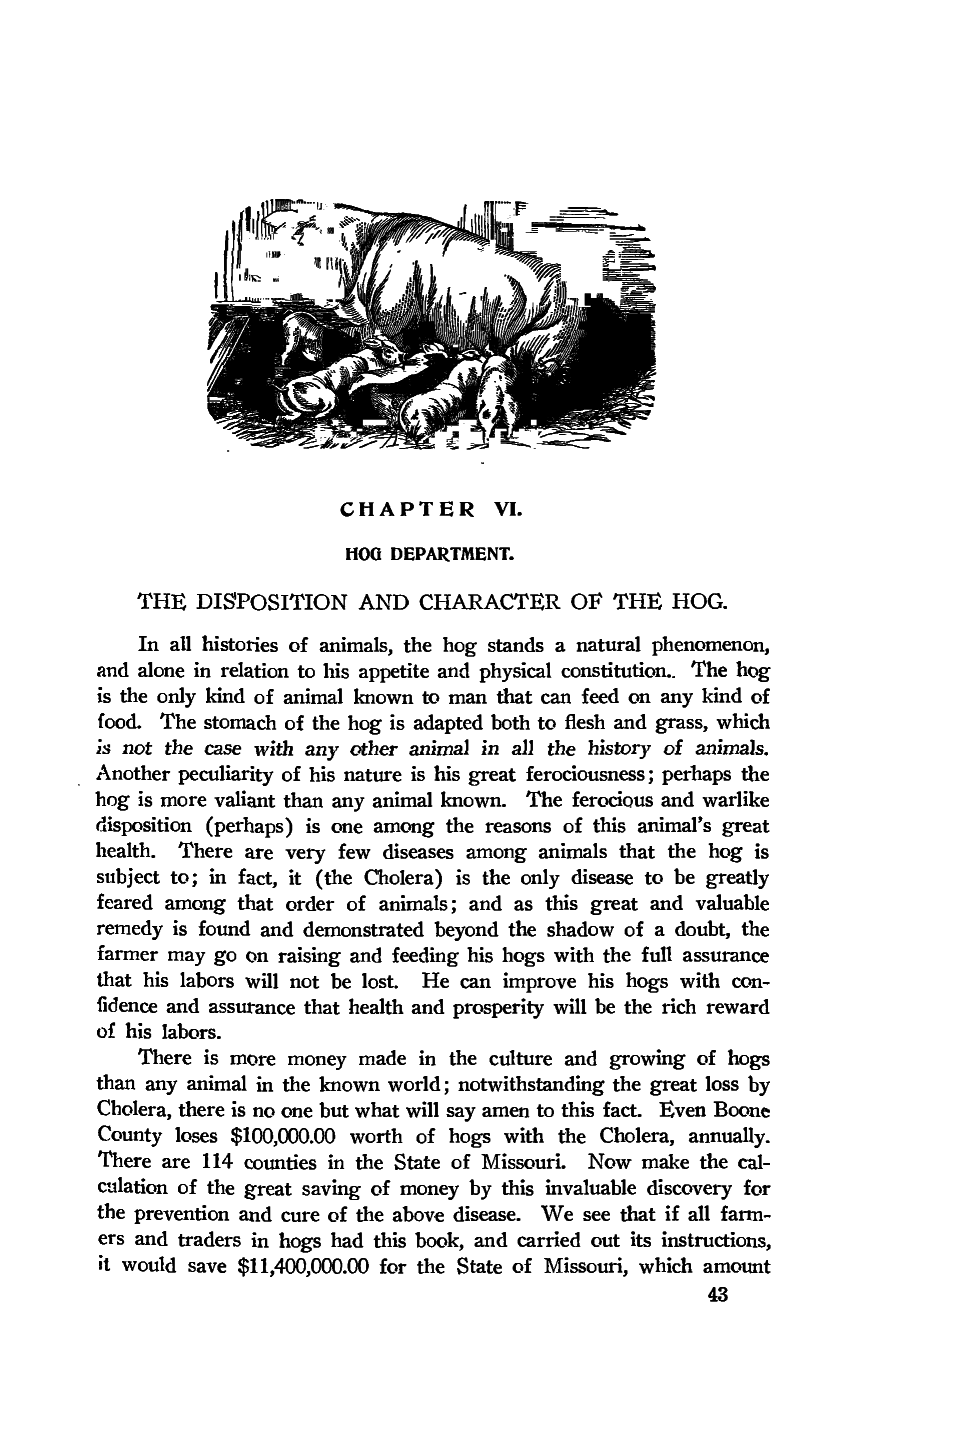 CHAPTER VI.
HOG DEPARTMENT.
THE DISPOSITION AND CHARACTER OF THE HOG.
In all histories of animals, the hog stands a natural phenomenon,
and alone in relation to his appetite and physical constitution.. The hog
is the only kind of animal known to man that can feed on any kind of
food. The stomach of the hog is adapted both to flesh and grass, which
is not the case with any other animal in all the history of animals.
Another peculiarity of his nature is his great ferociousness; perhaps the
hog is more valiant than any animal known. The ferocious and warlike
disposition (perhaps) is one among the reasons of this animal's great
health. There are very few diseases among animals that the hog is
subject to; in fact, it (the Cholera) is the only disease to be greatly
feared among that order of animals; and as this great and valuable
remedy is found and demonstrated beyond the shadow of a doubt, the
farmer may go on raising and feeding his hogs with the full assurance
that his labors will not be lost. He can improve his hogs with con-
fidence and assurance that health and prosperity will be the rich reward
of his labors.
There is more money made in the culture and growing of hogs
than any animal in the known world; notwithstanding the great loss by
Cholera, there is no one but what will say amen to this fact. Even Boone
County loses $100,000.00 worth of hogs with the Cholera, annually.
There are 114 counties in the State of Missouri. Now make the cal-
culation of the great saving of money by this invaluable discovery for
the prevention and cure of the above disease. We see that if all farm-
ers and traders in hogs had this book, and carried out its instructions,
it would save $11,400,000.00 for the State of Missouri, which amount
43